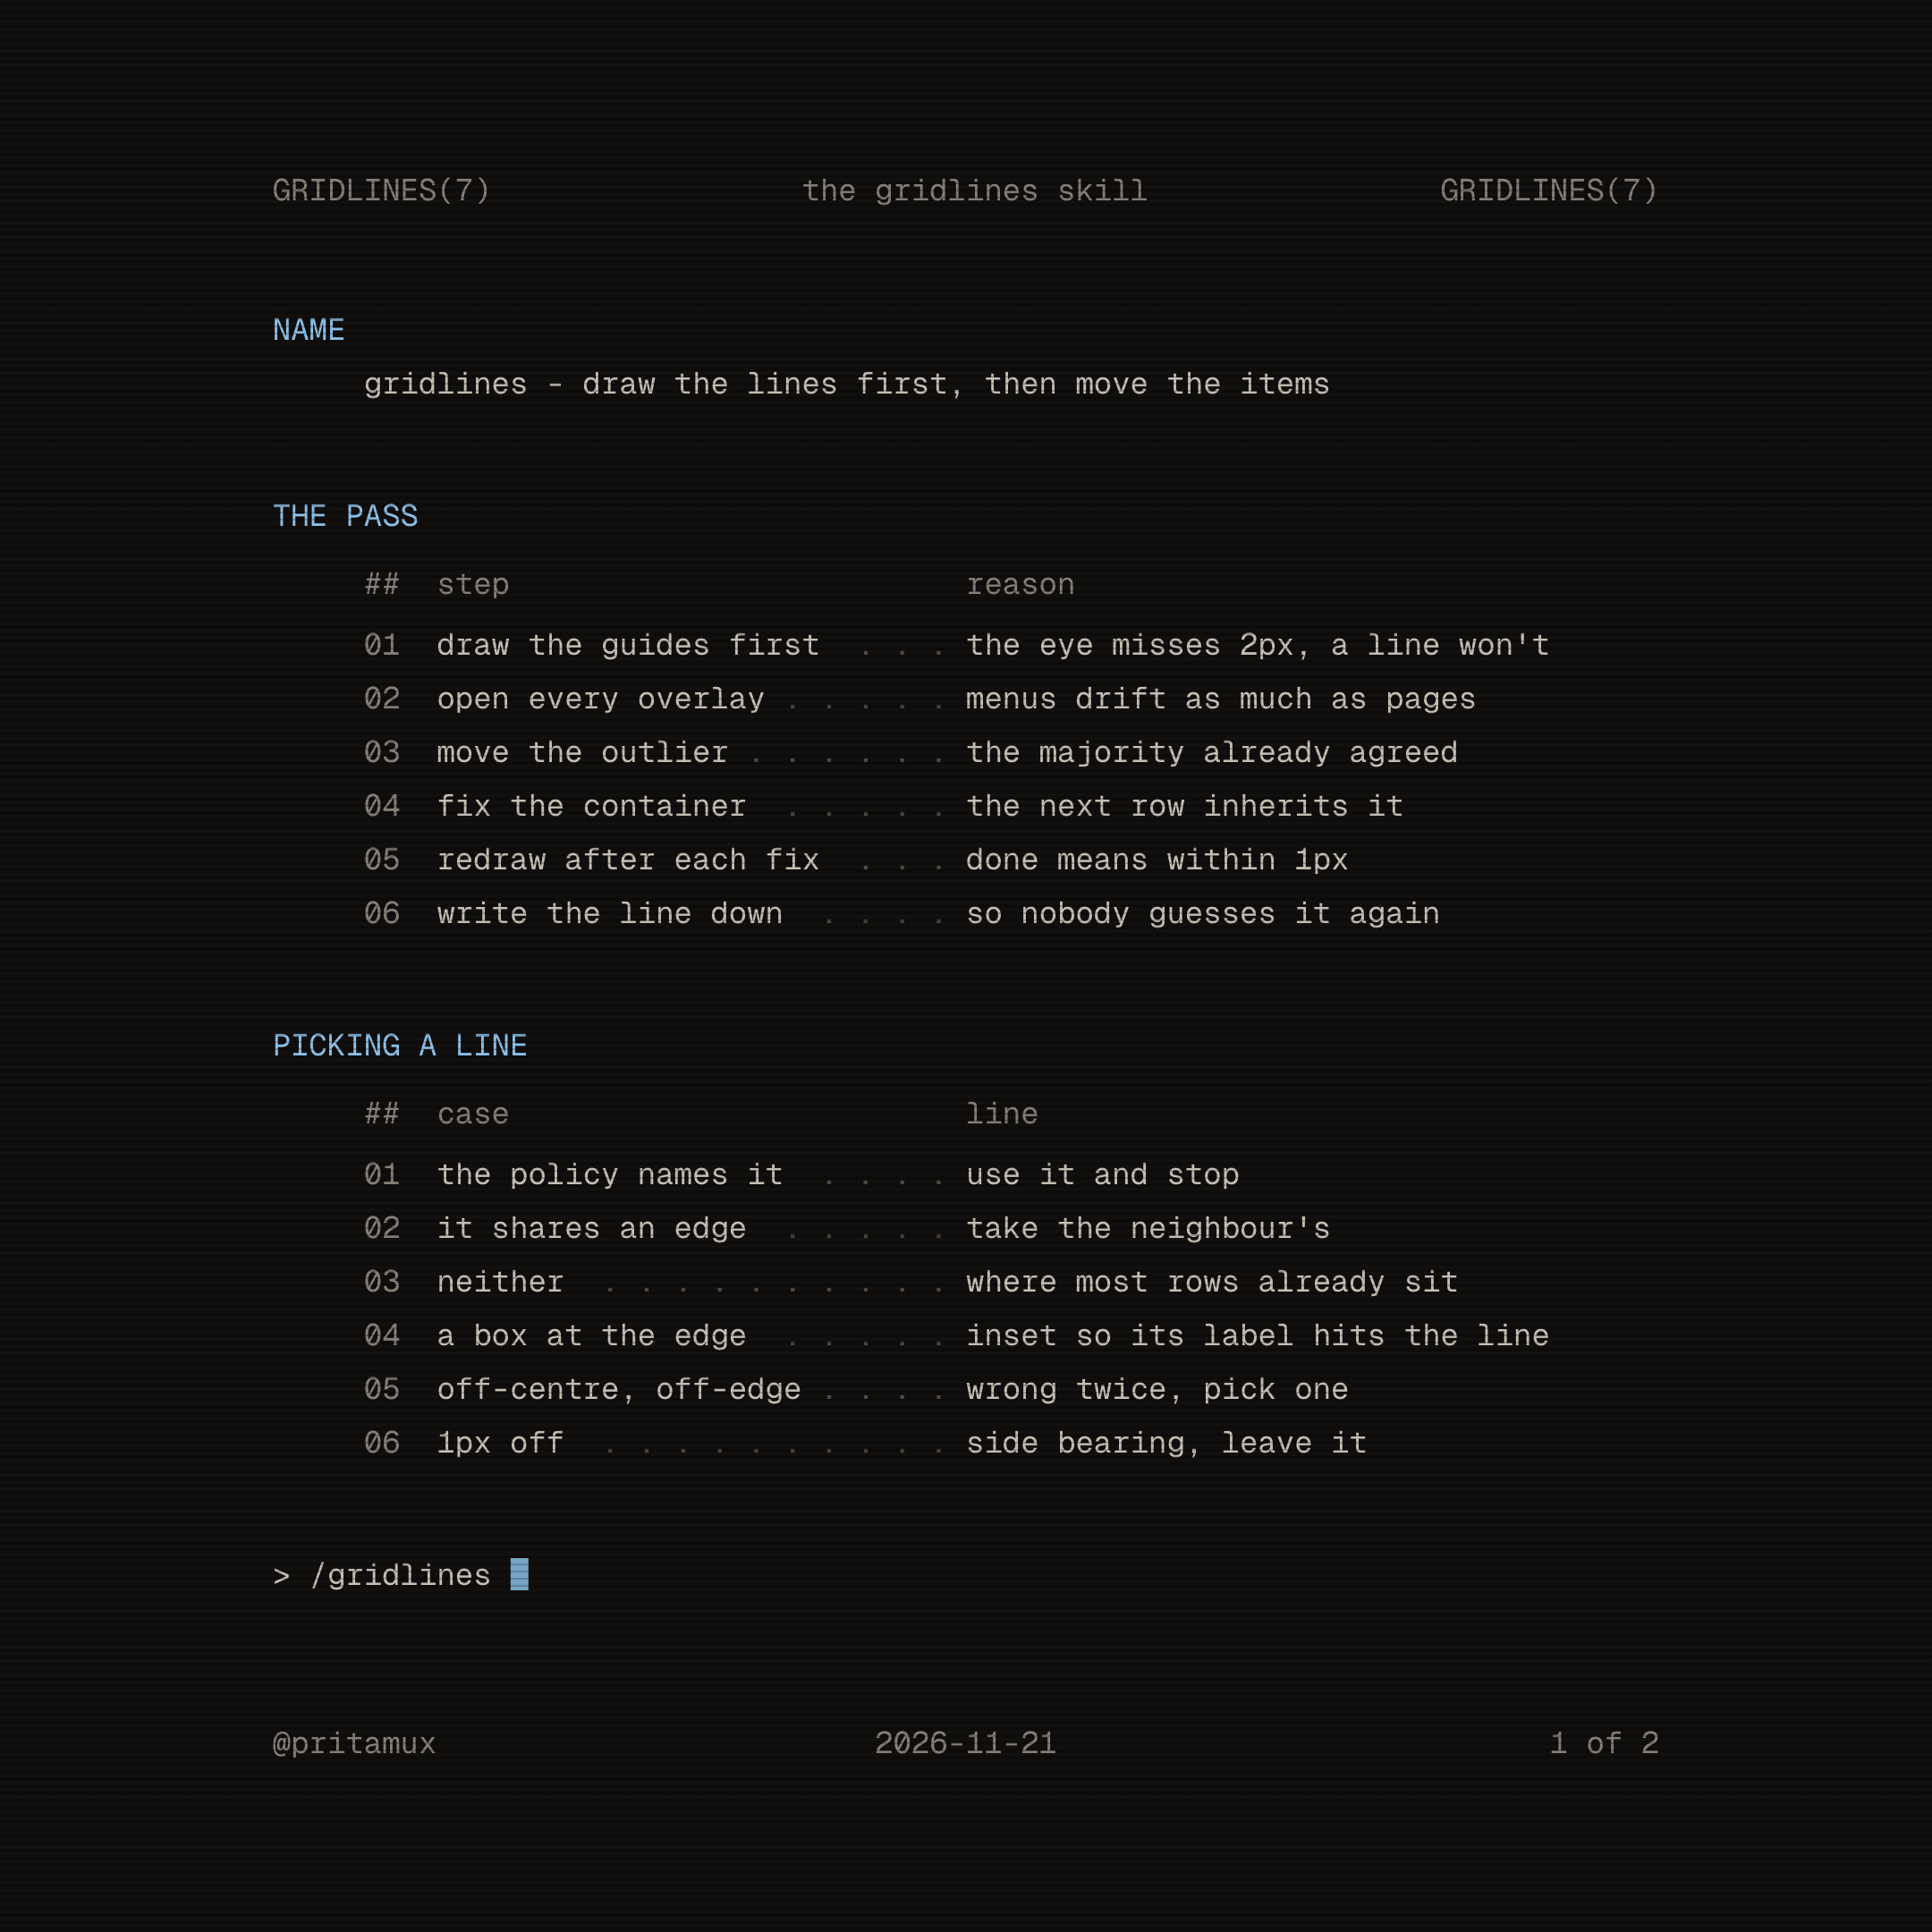 GRIDLINES(7) the gridlines skill GRIDLINES(7)
NAME
gridlines - draw the lines first, then move the items
THE PASS
## step reason
01 draw the guides first . . . the eye misses 2px, a line won't
02 open every overlay . . . . . menus drift as much as pages
03 move the outlier . . . . . . the majority already agreed
04 fix the container . . . . . the next row inherits it
05 redraw after each fix . . . done means within 1px
06 write the line down . . . . so nobody guesses it again
PICKING A LINE
## case line
01 the policy names it . . . . use it and stop
02 it shares an edge . . . . . take the neighbour's
03 neither . . . . . . . . . . where most rows already sit
04 a box at the edge . . . . . inset so its label hits the line
05 off-centre, off-edge . . . . wrong twice, pick one
06 1px off . . . . . . . . . . side bearing, leave it
> /gridlines
@pritamux 2026-11-21 1 of 2